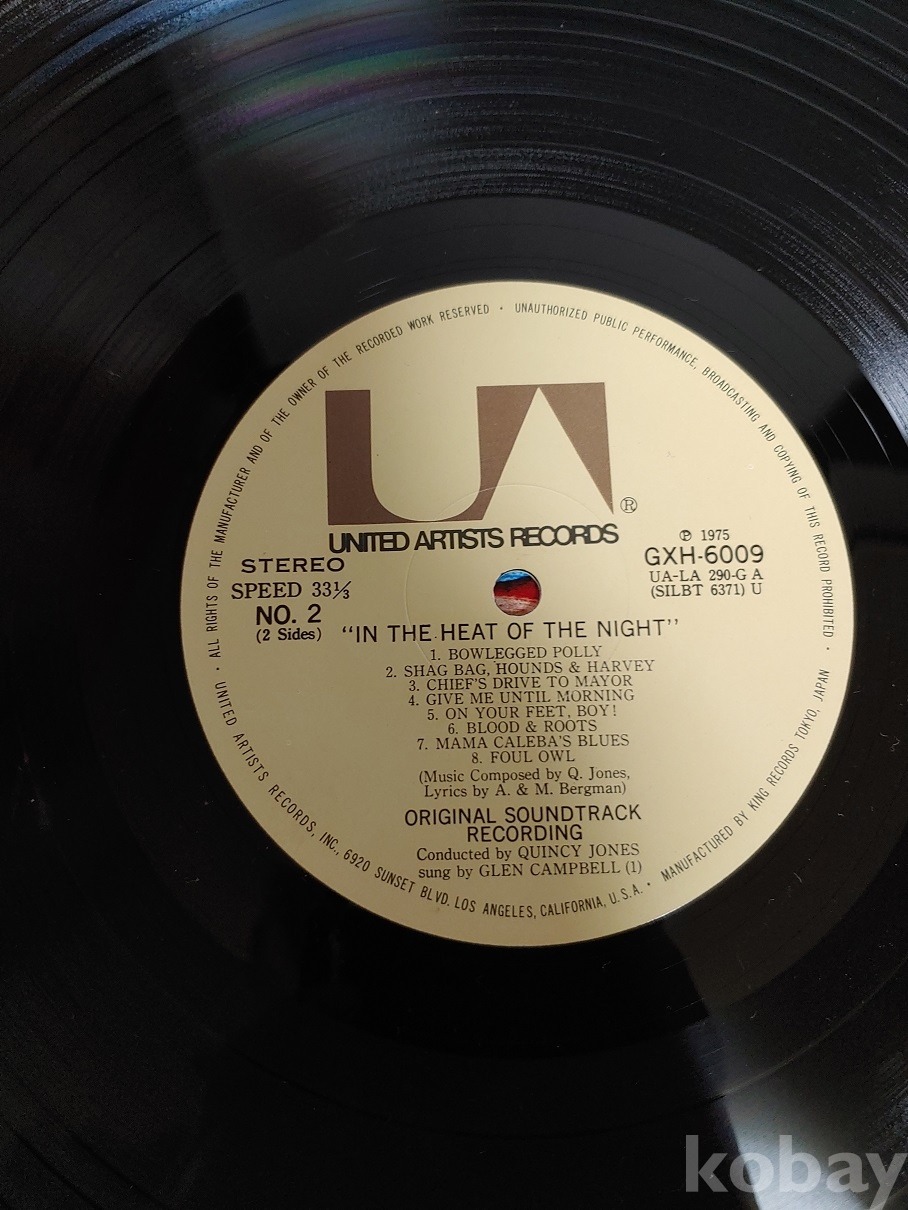 · ALL RIGHTS OF THE MANUFACTURER AND OF THE OWNER OF THE RECORDED WORK RESERVED · UNAUTHORIZED PUBLIC PERFORMANCE, BROADCASTING AND COPYING OF THIS RECORD PROHIBITED ·
UA®
UNITED ARTISTS RECORDS
STEREO
SPEED 33⅓
NO. 2
(2 Sides)
℗ 1975
GXH-6009
UA-LA 290-G A
(SILBT 6371) U
"IN THE HEAT OF THE NIGHT"
1. BOWLEGGED POLLY
2. SHAG BAG, HOUNDS & HARVEY
3. CHIEF'S DRIVE TO MAYOR
4. GIVE ME UNTIL MORNING
5. ON YOUR FEET, BOY!
6. BLOOD & ROOTS
7. MAMA CALEBA'S BLUES
8. FOUL OWL
(Music Composed by Q. Jones,
Lyrics by A. & M. Bergman)
ORIGINAL SOUNDTRACK
RECORDING
Conducted by QUINCY JONES
sung by GLEN CAMPBELL (1)
UNITED ARTISTS RECORDS, INC., 6920 SUNSET BLVD. LOS ANGELES, CALIFORNIA, U.S.A. · MANUFACTURED BY KING RECORDS TOKYO, JAPAN
kobay